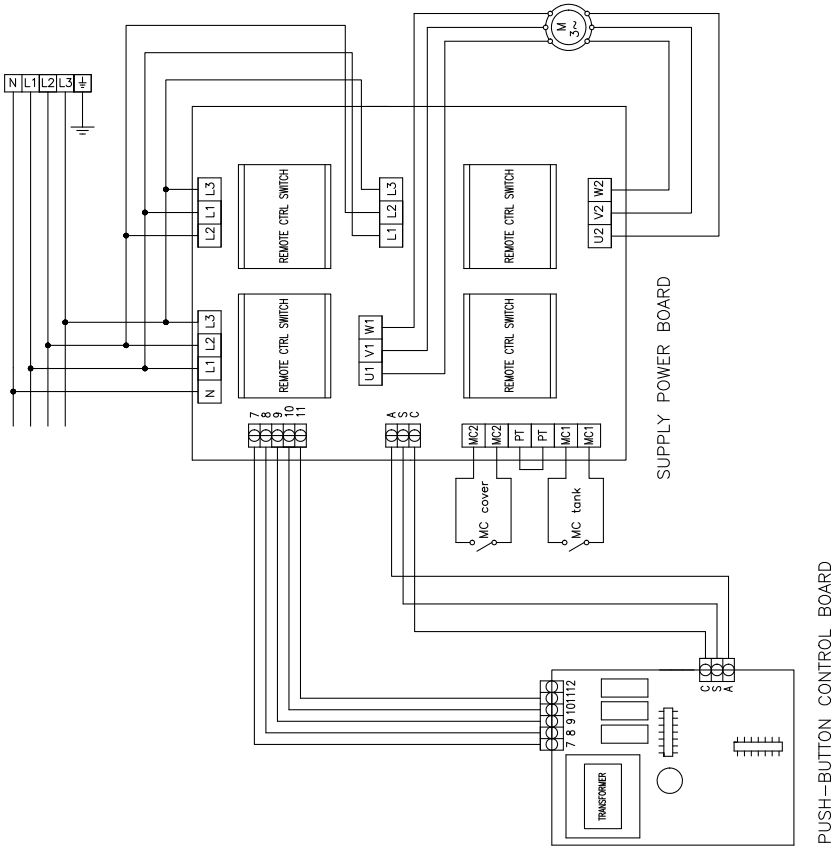 M
3~
N L1 L2 L3
L2 L1 L3
REMOTE CTRL SWITCH
L1 L2 L3
REMOTE CTRL SWITCH
U2 V2 W2
N L1 L2 L3
REMOTE CTRL SWITCH
U1 V1 W1
REMOTE CTRL SWITCH
7
8
9
10
11
A
S
C
MC2
MC2
PT
PT
MC1
MC1
MC cover
MC tank
SUPPLY POWER BOARD
7 8 9 10 11 12
C
S
A
TRANSFORMER
PUSH-BUTTON CONTROL BOARD